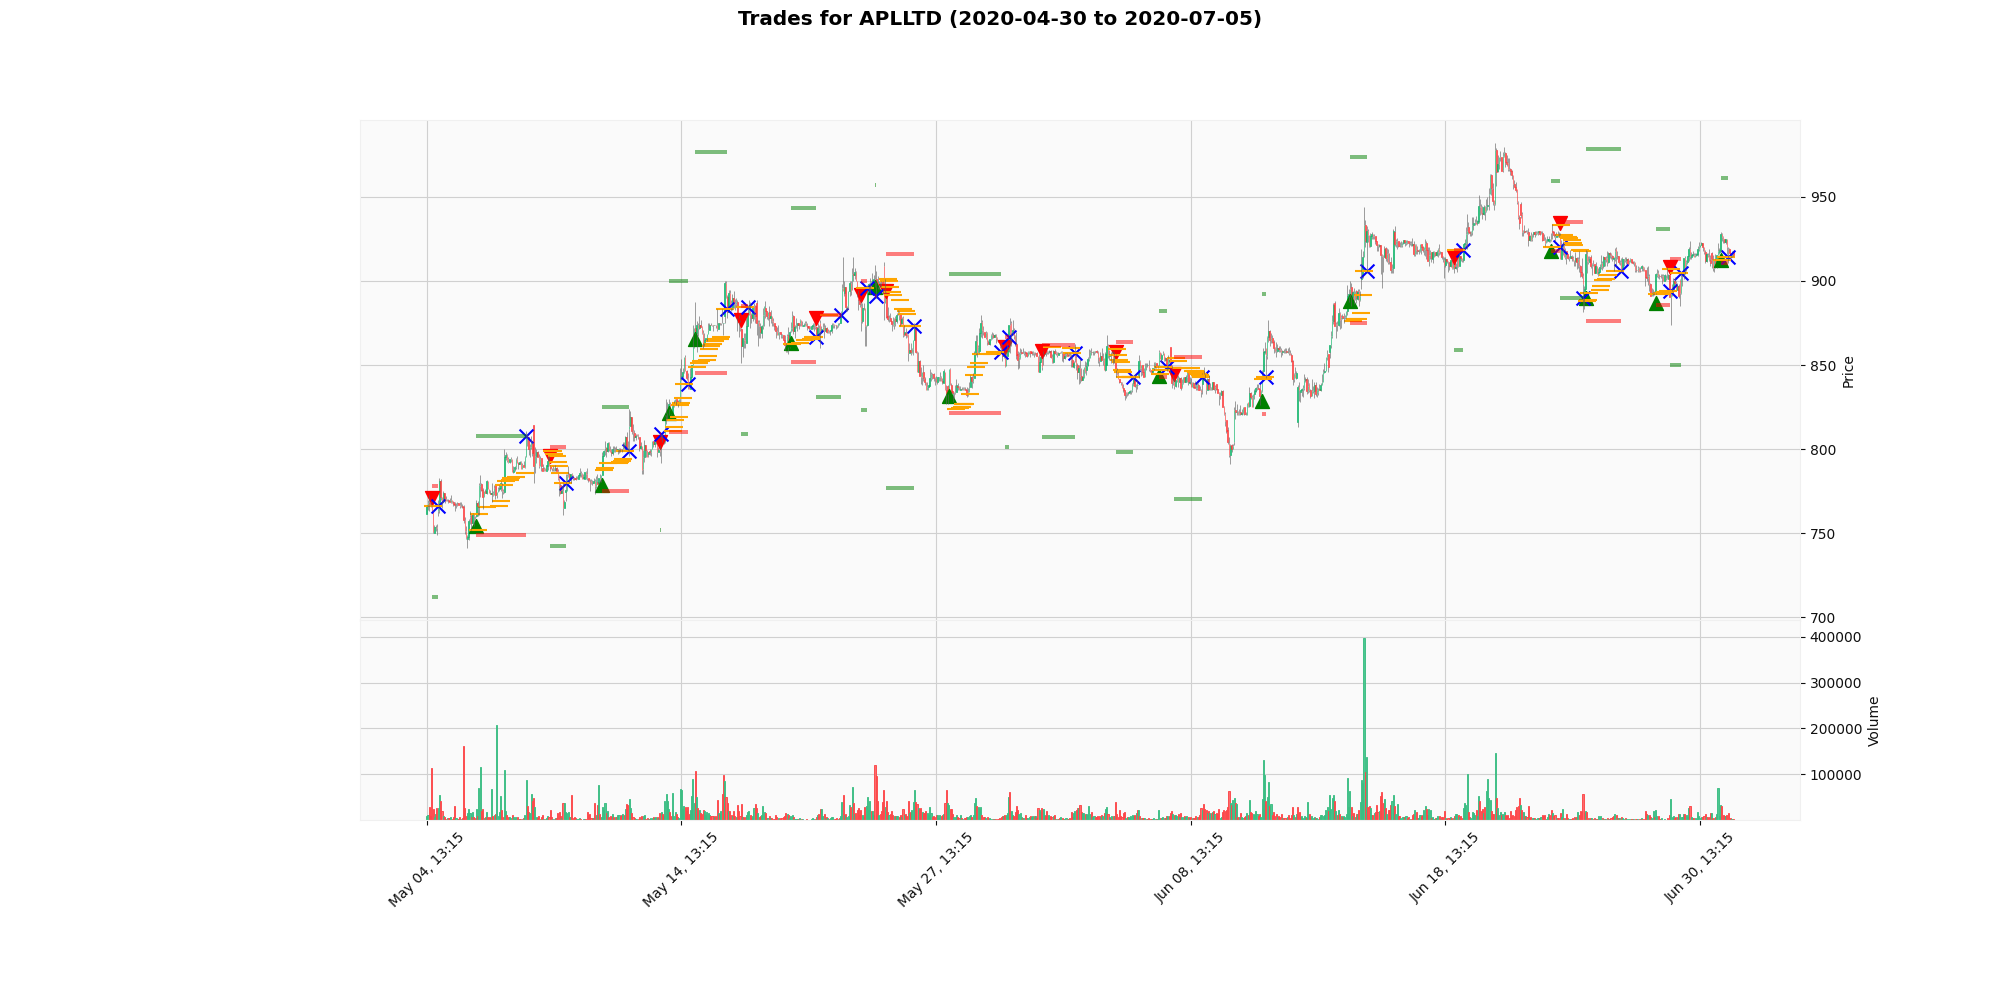 Trades for APLLTD (2020-04-30 to 2020-07-05)
950
900
850
800
750
700
Price
400000
300000
200000
100000
Volume
May 04, 13:15
May 14, 13:15
May 27, 13:15
Jun 08, 13:15
Jun 18, 13:15
Jun 30, 13:15